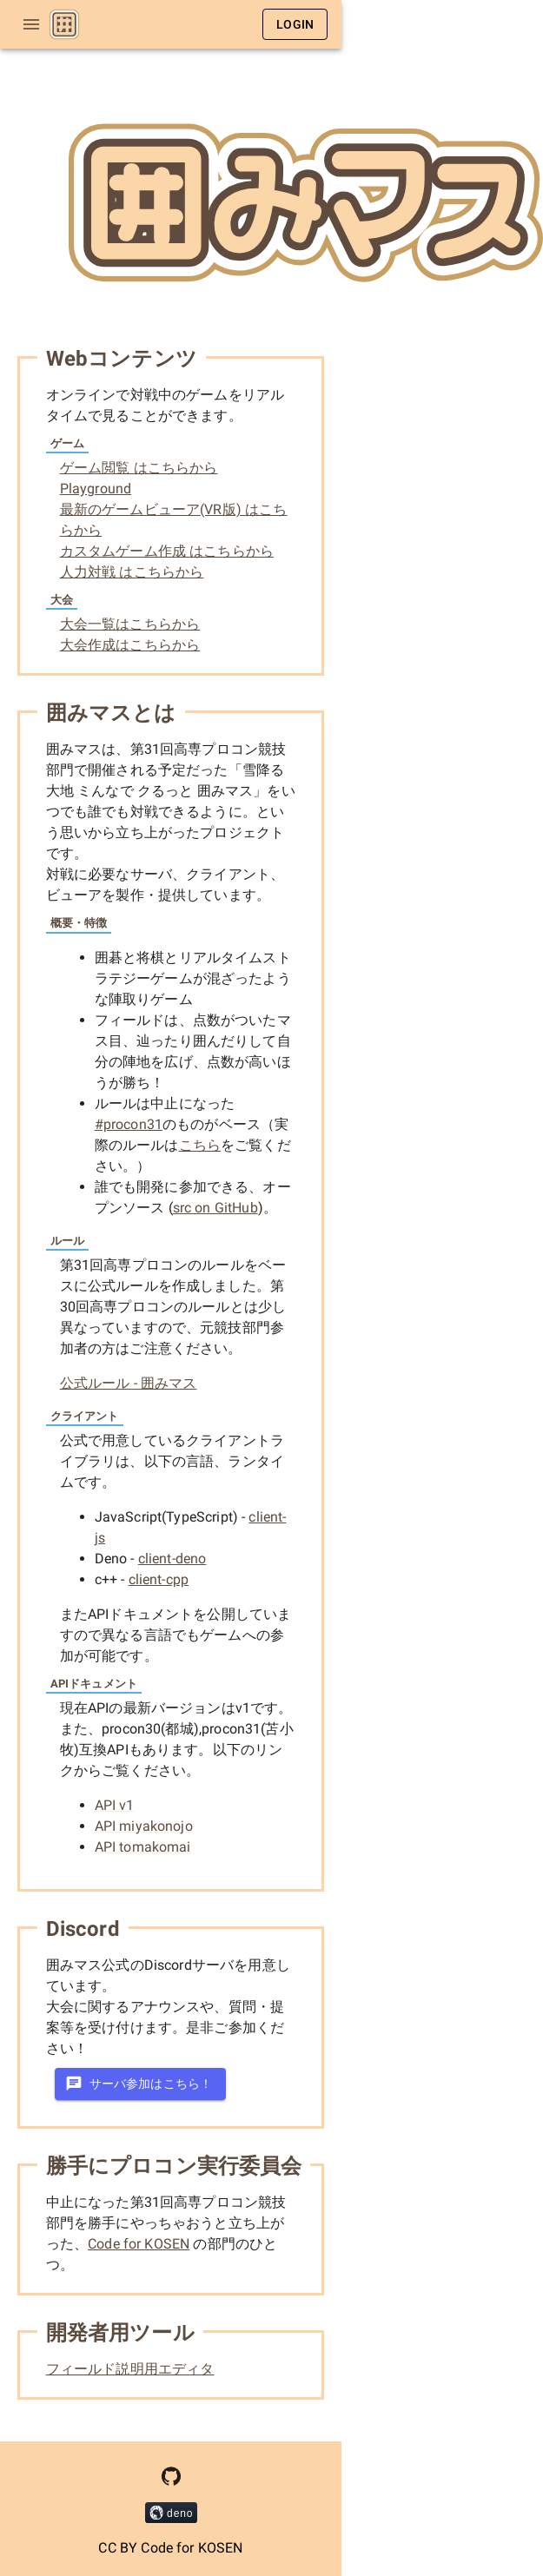 囲
LOGIN
囲みマス
Webコンテンツ
オンラインで対戦中のゲームをリアル
タイムで見ることができます。
ゲーム
ゲーム閲覧 はこちらから
Playground
最新のゲームビューア(VR版) はこち
らから
カスタムゲーム作成 はこちらから
人力対戦 はこちらから
大会
大会一覧はこちらから
大会作成はこちらから
囲みマスとは
囲みマスは、第31回高専プロコン競技
部門で開催される予定だった「雪降る
大地 ミんなで クるっと 囲みマス」をい
つでも誰でも対戦できるように。とい
う思いから立ち上がったプロジェクト
です。
対戦に必要なサーバ、クライアント、
ビューアを製作・提供しています。
概要・特徴
• 囲碁と将棋とリアルタイムスト
ラテジーゲームが混ざったよう
な陣取りゲーム
• フィールドは、点数がついたマ
ス目、辿ったり囲んだりして自
分の陣地を広げ、点数が高いほ
うが勝ち！
• ルールは中止になった
#procon31のものがベース（実
際のルールはこちらをご覧くだ
さい。）
• 誰でも開発に参加できる、オー
プンソース (src on GitHub)。
ルール
第31回高専プロコンのルールをベー
スに公式ルールを作成しました。第
30回高専プロコンのルールとは少し
異なっていますので、元競技部門参
加者の方はご注意ください。
公式ルール - 囲みマス
クライアント
公式で用意しているクライアントラ
イブラリは、以下の言語、ランタイ
ムです。
• JavaScript(TypeScript) - client-
js
• Deno - client-deno
• c++ - client-cpp
またAPIドキュメントを公開していま
すので異なる言語でもゲームへの参
加が可能です。
APIドキュメント
現在APIの最新バージョンはv1です。
また、procon30(都城),procon31(苫小
牧)互換APIもあります。以下のリン
クからご覧ください。
• API v1
• API miyakonojo
• API tomakomai
Discord
囲みマス公式のDiscordサーバを用意し
ています。
大会に関するアナウンスや、質問・提
案等を受け付けます。是非ご参加くだ
さい！
サーバ参加はこちら！
勝手にプロコン実行委員会
中止になった第31回高専プロコン競技
部門を勝手にやっちゃおうと立ち上が
った、Code for KOSEN の部門のひと
つ。
開発者用ツール
フィールド説明用エディタ
deno
CC BY Code for KOSEN